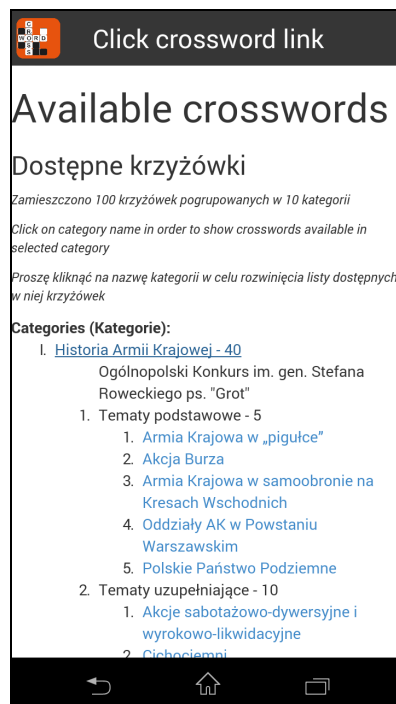 CROSS
WORD
Click crossword link
Available crosswords
Dostępne krzyżówki
Zamieszczono 100 krzyżówek pogrupowanych w 10 kategorii
Click on category name in order to show crosswords available in
selected category
Proszę kliknąć na nazwę kategorii w celu rozwinięcia listy dostępnych
w niej krzyżówek
Categories (Kategorie):
I. Historia Armii Krajowej - 40
Ogólnopolski Konkurs im. gen. Stefana
Roweckiego ps. "Grot"
1. Tematy podstawowe - 5
1. Armia Krajowa w „pigułce”
2. Akcja Burza
3. Armia Krajowa w samoobronie na
Kresach Wschodnich
4. Oddziały AK w Powstaniu
Warszawskim
5. Polskie Państwo Podziemne
2. Tematy uzupełniające - 10
1. Akcje sabotażowo-dywersyjne i
wyrokowo-likwidacyjne
2. Cichociemni